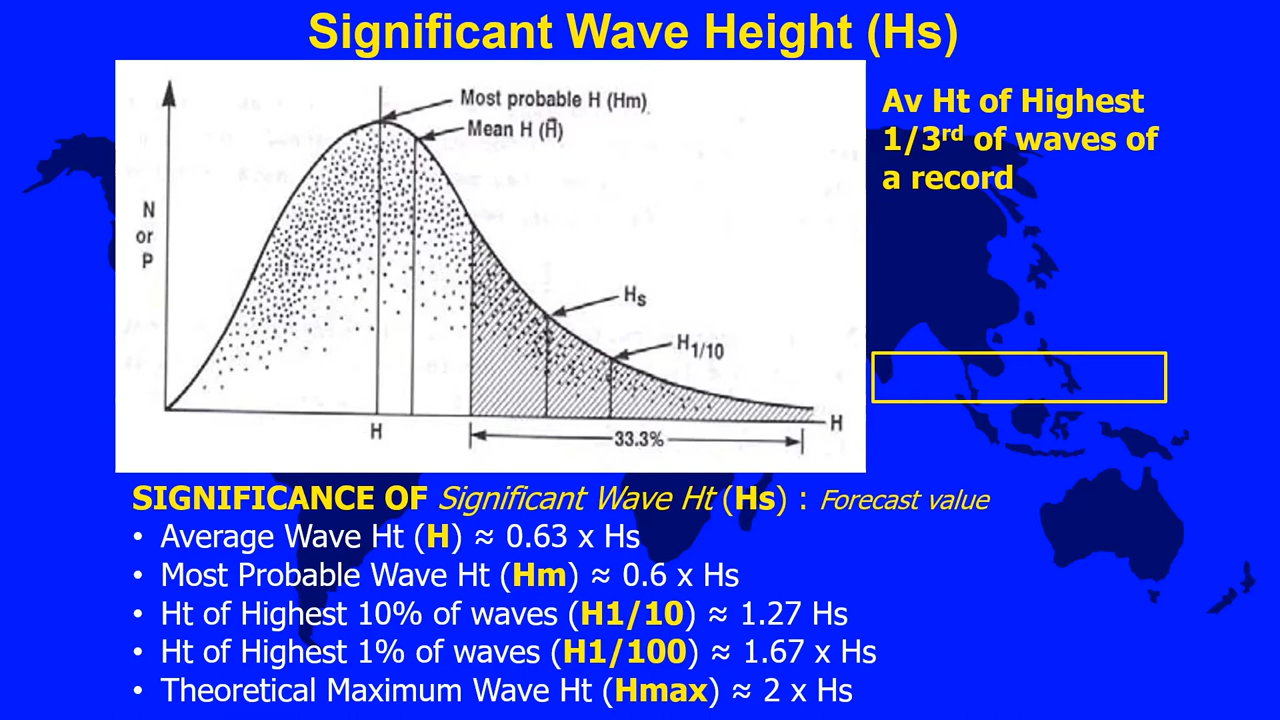 Significant Wave Height (Hs)
Most probable H (Hm)
Mean H (H̄)
N
or
P
Hs
H1/10
H
H
33.3%
Av Ht of Highest
1/3rd of waves of
a record
SIGNIFICANCE OF Significant Wave Ht (Hs) : Forecast value
• Average Wave Ht (H) ≈ 0.63 x Hs
• Most Probable Wave Ht (Hm) ≈ 0.6 x Hs
• Ht of Highest 10% of waves (H1/10) ≈ 1.27 Hs
• Ht of Highest 1% of waves (H1/100) ≈ 1.67 x Hs
• Theoretical Maximum Wave Ht (Hmax) ≈ 2 x Hs